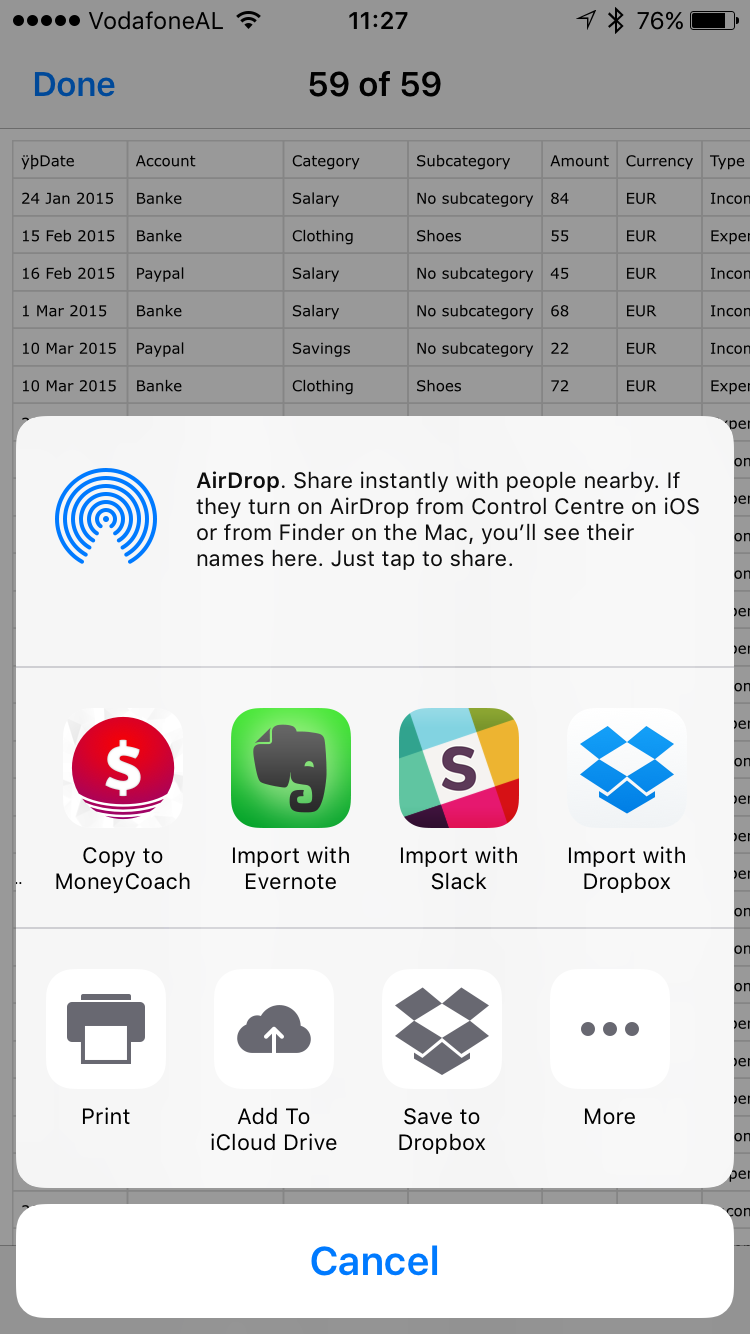 VodafoneAL 11:27 76%
Done 59 of 59
ÿþDate Account Category Subcategory Amount Currency Type
24 Jan 2015 Banke Salary No subcategory 84 EUR Incon
15 Feb 2015 Banke Clothing Shoes 55 EUR Exper
16 Feb 2015 Paypal Salary No subcategory 45 EUR Incon
1 Mar 2015 Banke Salary No subcategory 68 EUR Incon
10 Mar 2015 Paypal Savings No subcategory 22 EUR Incon
10 Mar 2015 Banke Clothing Shoes 72 EUR Exper
AirDrop. Share instantly with people nearby. If
they turn on AirDrop from Control Centre on iOS
or from Finder on the Mac, you’ll see their
names here. Just tap to share.
$
S
Copy to
MoneyCoach
Import with
Evernote
Import with
Slack
Import with
Dropbox
Print
Add To
iCloud Drive
Save to
Dropbox
More
Cancel